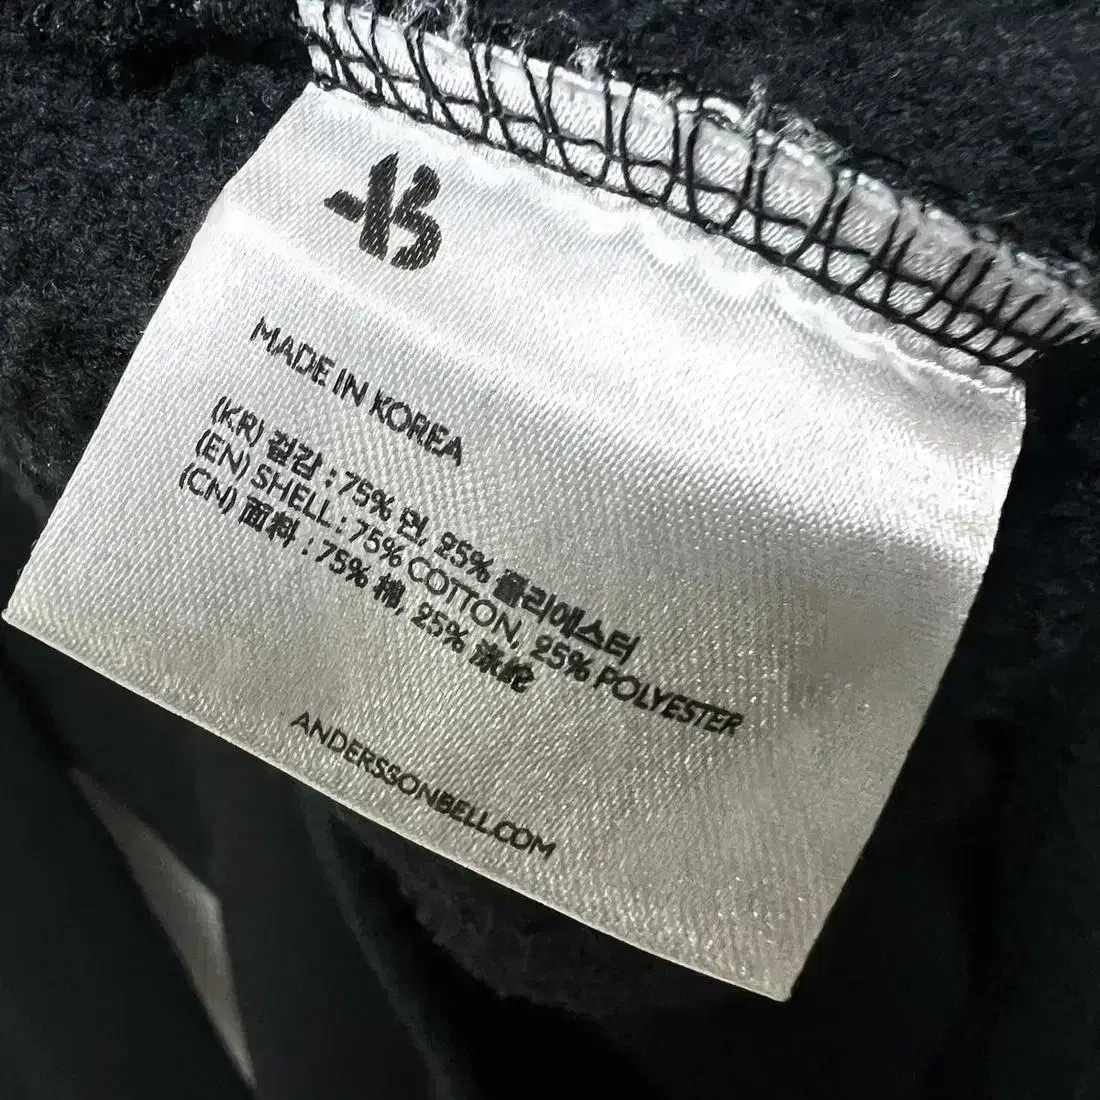 MADE IN KOREA
(KR) 겉감 : 75% 면, 25% 폴리에스터
(EN) SHELL : 75% COTTON, 25% POLYESTER
(CN) 面料 : 75% 棉, 25% 涤纶
ANDERSSONBELL.COM